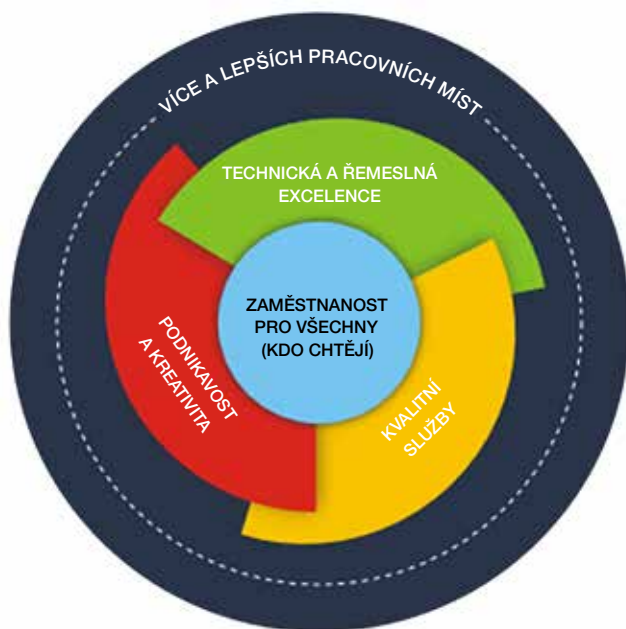 VÍCE A LEPŠÍCH PRACOVNÍCH MÍST
TECHNICKÁ A ŘEMESLNÁ
EXCELENCE
ZAMĚSTNANOST
PRO VŠECHNY
(KDO CHTĚJÍ)
PODNIKAVOST
A KREATIVITA
KVALITNÍ
SLUŽBY